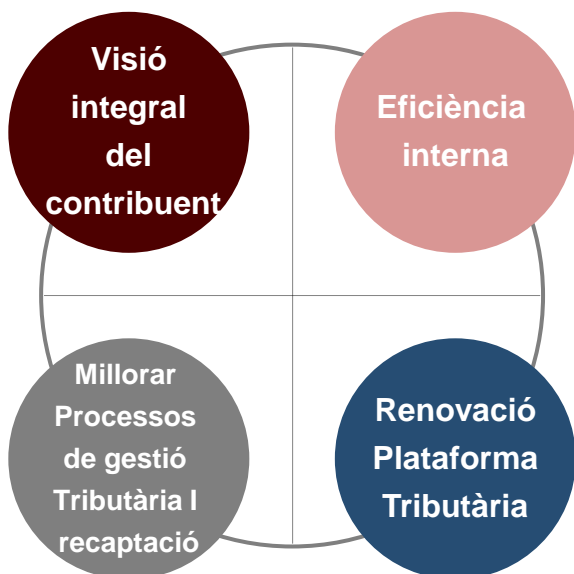 Visió
integral
del
contribuent
Eficiència
interna
Millorar
Processos
de gestió
Tributària I
recaptació
Renovació
Plataforma
Tributària